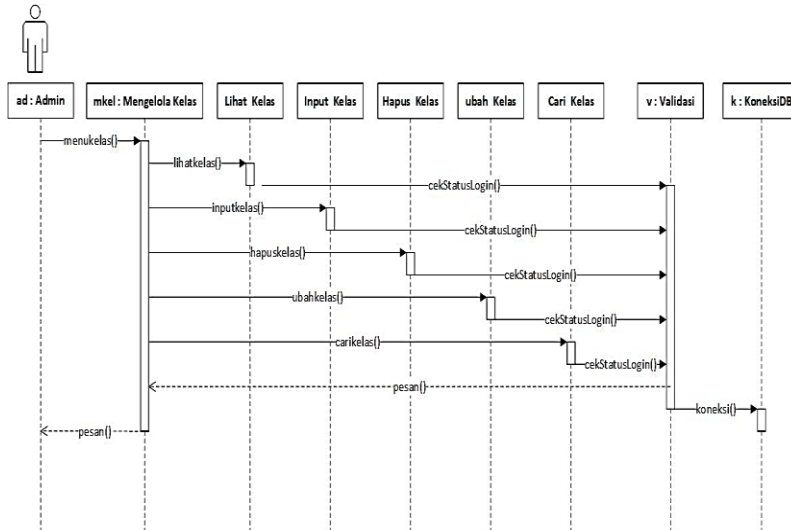 ad : Admin
mkel : Mengelola Kelas
Lihat Kelas
Input Kelas
Hapus Kelas
ubah Kelas
Cari Kelas
v : Validasi
k : KoneksiDB
menukelas()
lihatkelas()
cekStatusLogin()
inputkelas()
cekStatusLogin()
hapuskelas()
cekStatusLogin()
ubahkelas()
cekStatusLogin()
carikelas()
cekStatusLogin()
pesan()
koneksi()
pesan()